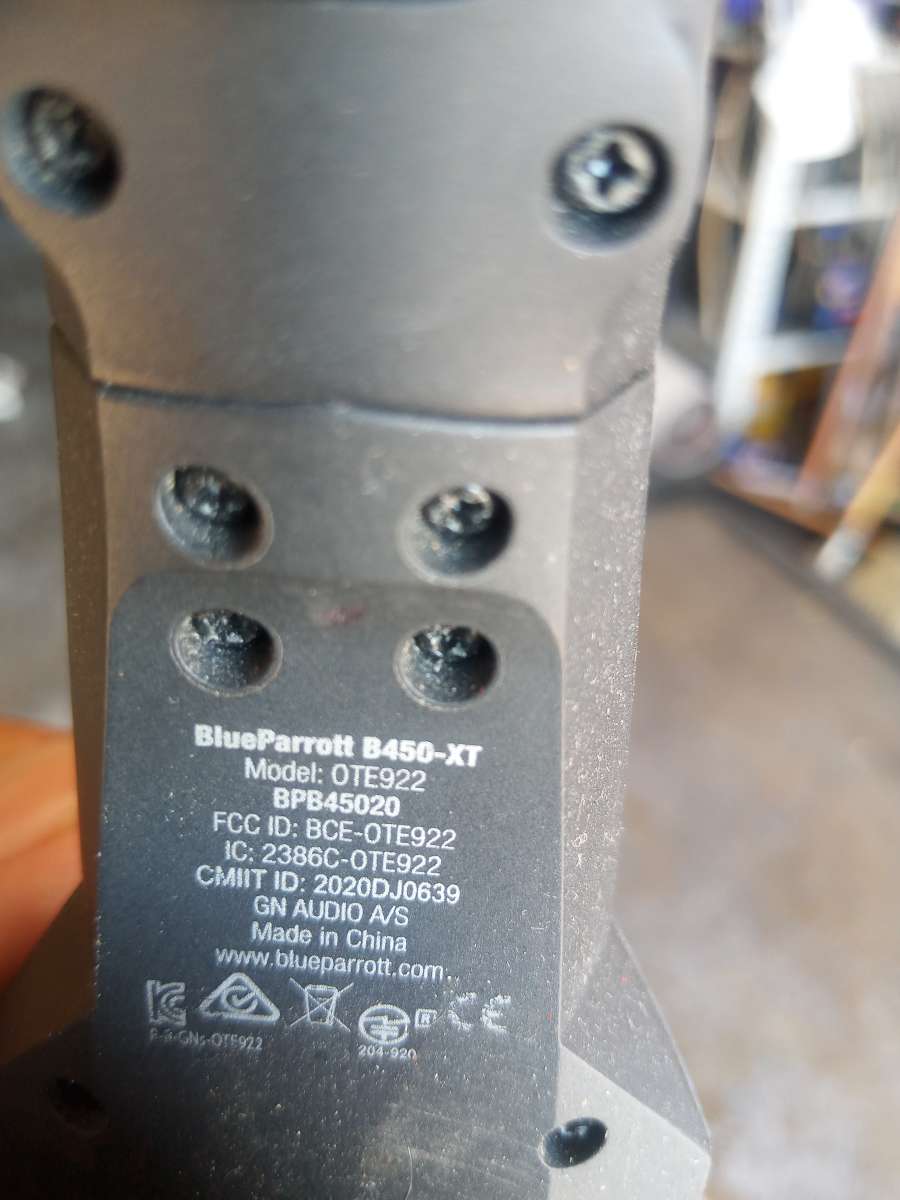 BlueParrott B450-XT
Model: OTE922
BPB45020
FCC ID: BCE-OTE922
IC: 2386C-OTE922
CMIIT ID: 2020DJ0639
GN AUDIO A/S
Made in China
www.blueparrott.com
R CE
R-R-GNs-OTE922
204-920